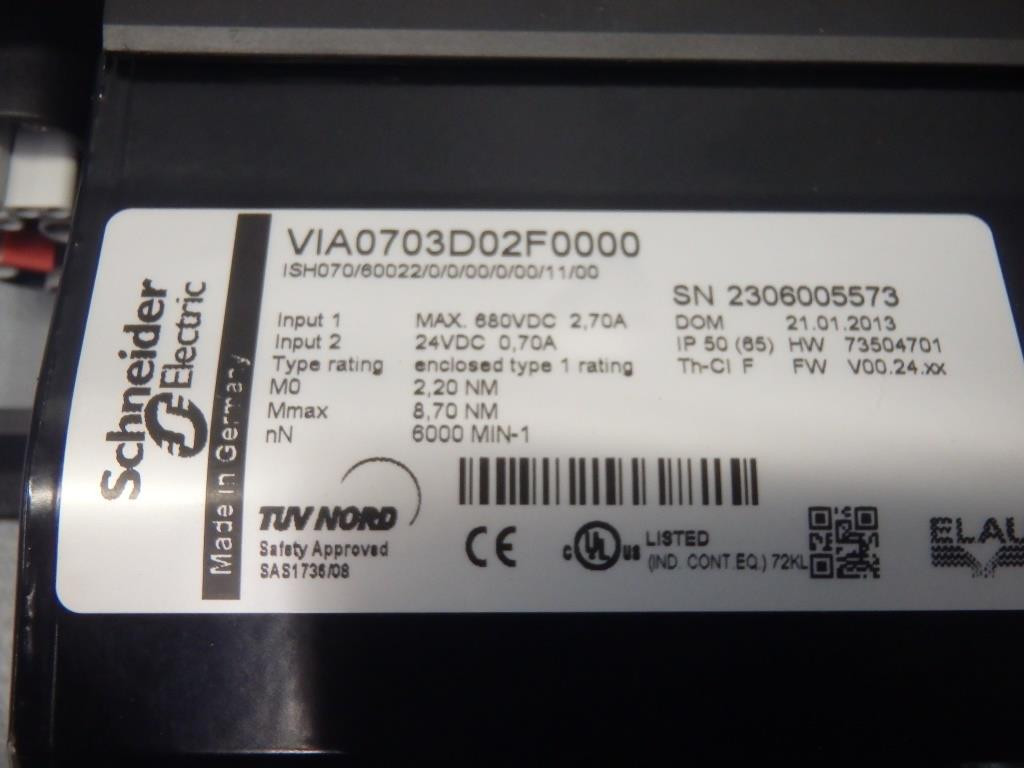 Schneider
Electric
Made in Germany
VIA0703D02F0000
ISH070/60022/0/0/00/0/00/11/00
Input 1 MAX. 680VDC 2,70A
Input 2 24VDC 0,70A
Type rating enclosed type 1 rating
M0 2,20 NM
Mmax 8,70 NM
nN 6000 MIN-1
SN 2306005573
DOM 21.01.2013
IP 50 (65) HW 73504701
Th-Cl F FW V00.24.xx
TUV NORD
Safety Approved
SAS1736/08
CE
c UL us LISTED
(IND. CONT.EQ.) 72KL
ELAU